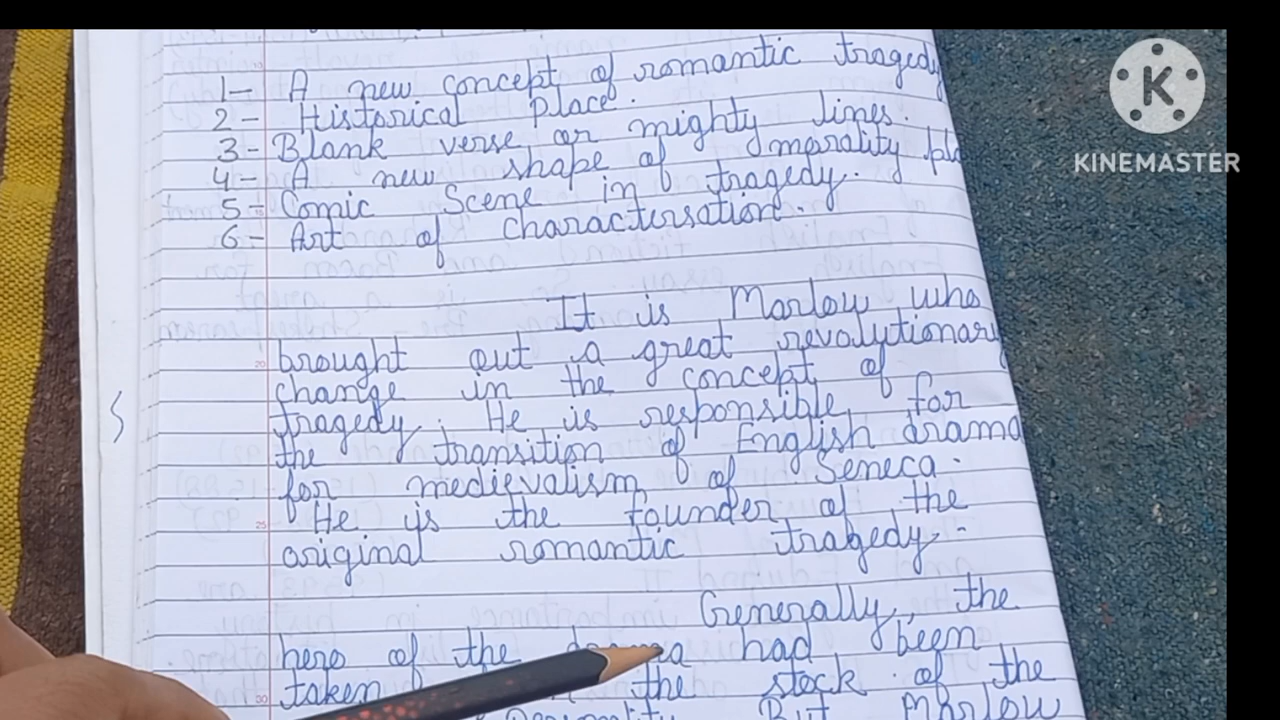 1- A new concept of romantic tragedy
2- Historical Place.
3- Blank verse or mighty lines.
4- A new shape of morality pla
5- Comic Scene in tragedy.
6- Art of charactersation.
It is Marlow who
brought out a great revalutionary
change in the concept of
tragedy. He is responsible for
the transition of English drama
for medievalism of Seneca.
He is the founder of the
original romantic tragedy.
Generally, the
hero of the drama had been
taken the stock of the
But Marlow
KINEMASTER